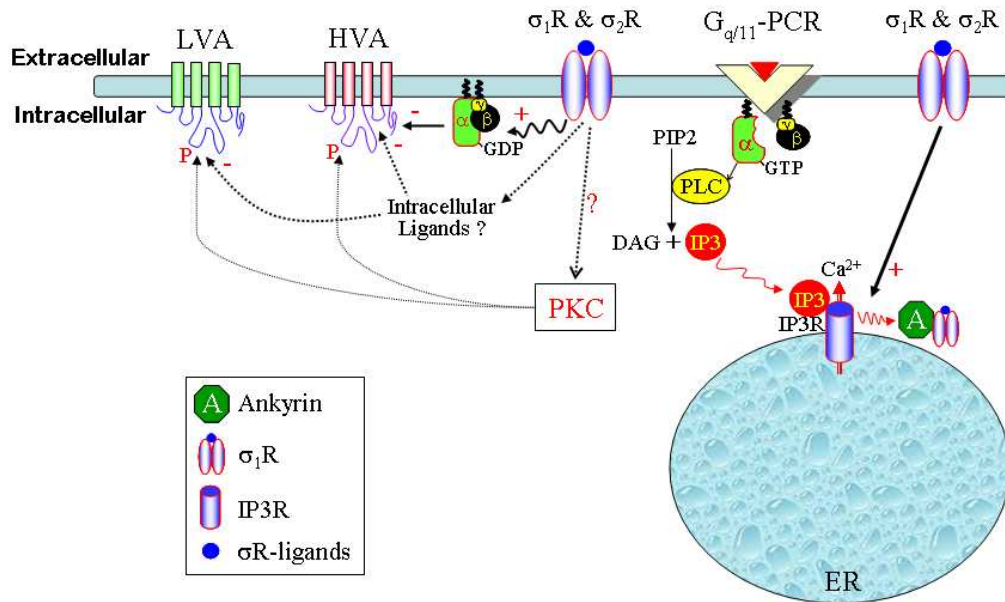 Extracellular
Intracellular
LVA
HVA
σ₁R & σ₂R
G_q/11-PCR
σ₁R & σ₂R
P
-
P
-
-
α
γ
β
GDP
+
Intracellular
Ligands ?
?
PKC
PIP2
PLC
α
GTP
γ
β
DAG + IP3
Ca²⁺
IP3
IP3R
+
A
ER
A Ankyrin
σ₁R
IP3R
σR-ligands